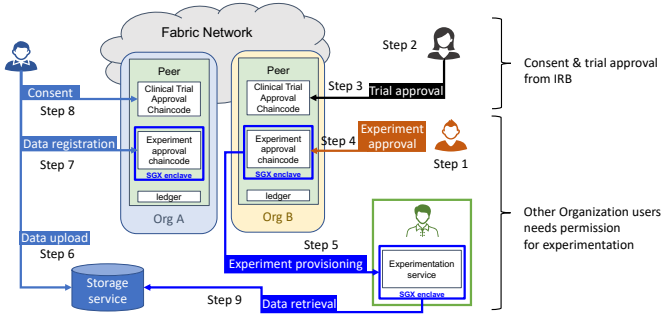 Fabric Network
Step 2
Peer
Peer
Consent
Step 8
Clinical Trial
Approval
Chaincode
Clinical Trial
Approval
Chaincode
Step 3
Trial approval
Consent & trial approval
from IRB
Data registration
Step 7
Experiment
approval
chaincode
SGX enclave
Experiment
approval
chaincode
SGX enclave
Step 4
Experiment
approval
Step 1
ledger
ledger
Org A
Org B
Other Organization users
needs permission
for experimentation
Data upload
Step 6
Step 5
Experiment provisioning
Experimentation
service
SGX enclave
Storage
service
Step 9
Data retrieval